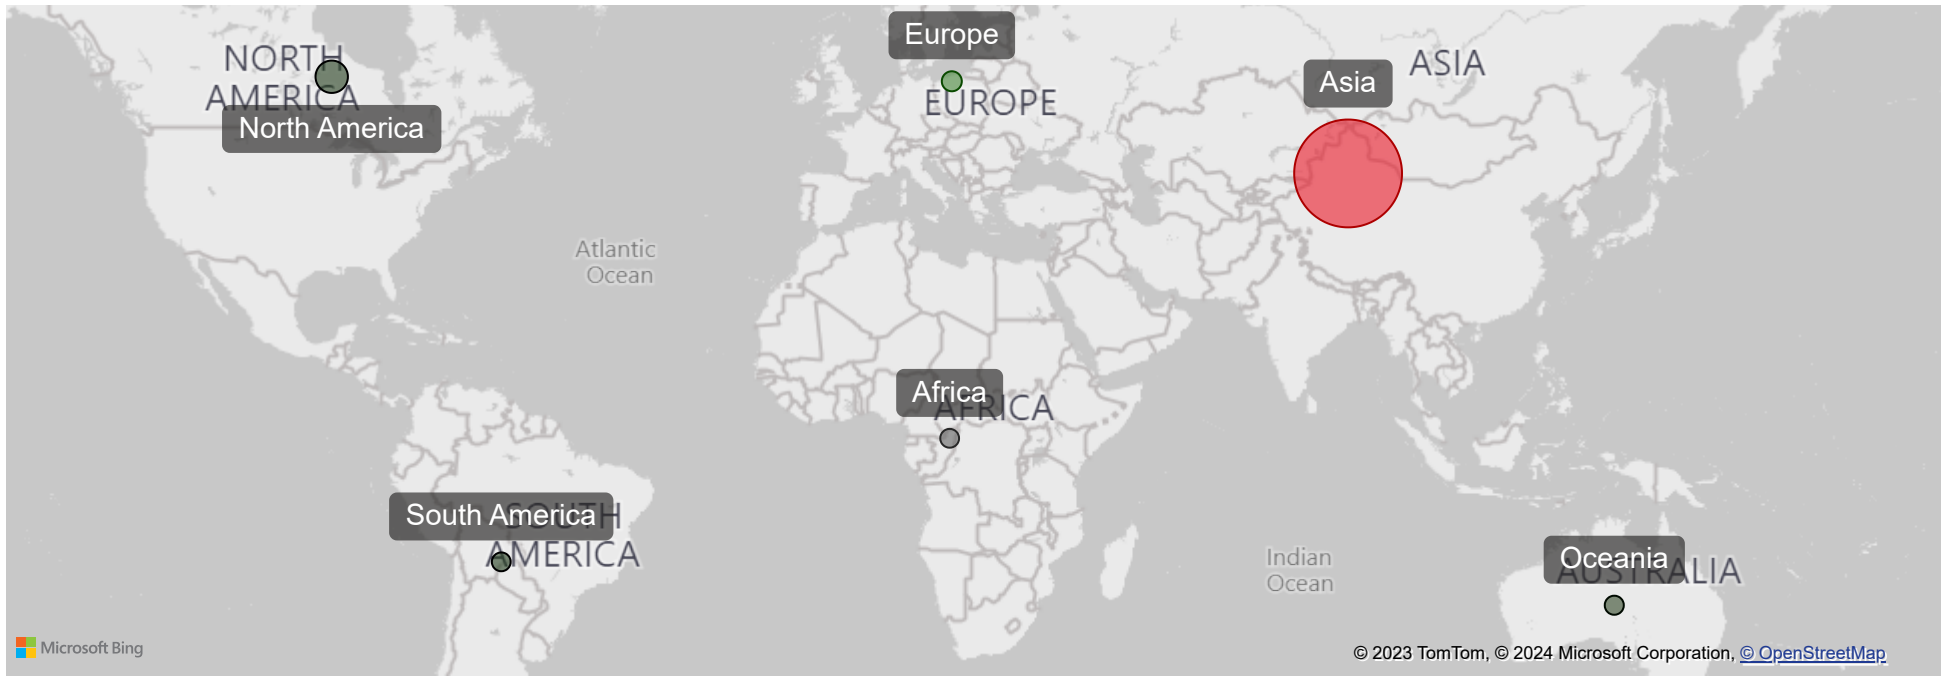 Europe
NORTH
AMERICA
North America
EUROPE
ASIA
Asia
Atlantic
Ocean
Africa
AFRICA
South America
SOUTH
AMERICA
Indian
Ocean
Oceania
AUSTRALIA
Microsoft Bing
© 2023 TomTom, © 2024 Microsoft Corporation, © OpenStreetMap